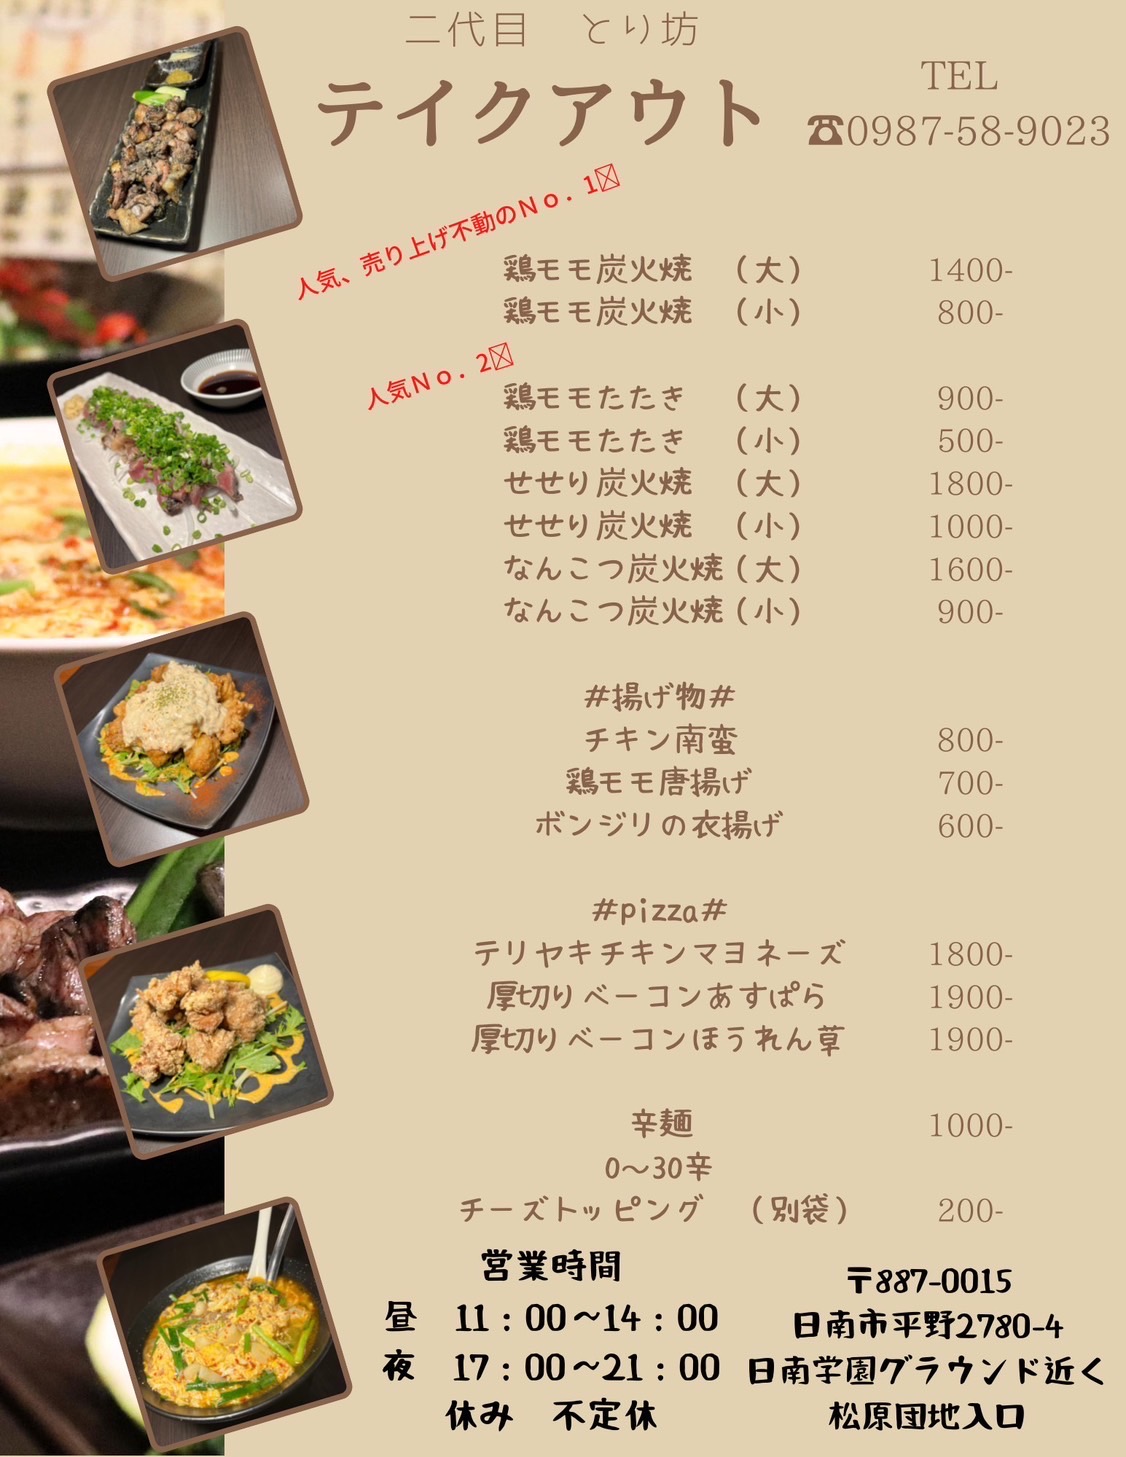 二代目　とり坊
テイクアウト
TEL
☎0987-58-9023
人気、売り上げ不動のＮｏ．1
鶏モモ炭火焼　（大）　1400-
鶏モモ炭火焼　（小）　800-
人気Ｎｏ．2
鶏モモたたき　（大）　900-
鶏モモたたき　（小）　500-
せせり炭火焼　（大）　1800-
せせり炭火焼　（小）　1000-
なんこつ炭火焼（大）　1600-
なんこつ炭火焼（小）　900-
#揚げ物#
チキン南蛮　800-
鶏モモ唐揚げ　700-
ボンジリの衣揚げ　600-
#pizza#
テリヤキチキンマヨネーズ　1800-
厚切りベーコンあすぱら　1900-
厚切りベーコンほうれん草　1900-
辛麺　1000-
0〜30辛
チーズトッピング　（別袋）　200-
営業時間
昼　11：00〜14：00
夜　17：00〜21：00
休み　不定休
〒887-0015
日南市平野2780-4
日南学園グラウンド近く
松原団地入口